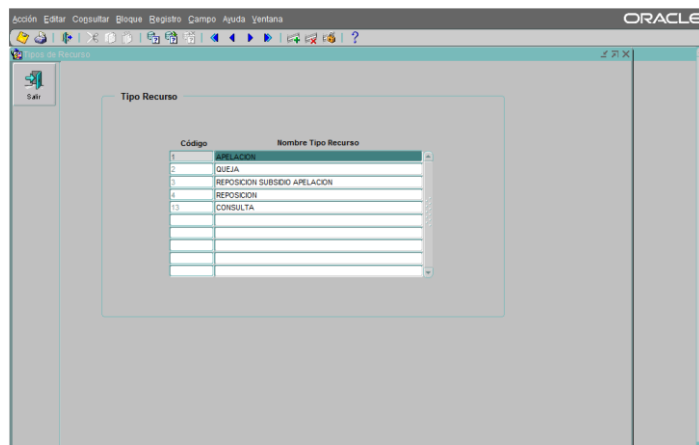 Acción Editar Consultar Bloque Registro Campo Ayuda Ventana
ORACLE
?
Tipos de Recurso
Salir
Tipo Recurso
Código Nombre Tipo Recurso
1 APELACION
2 QUEJA
3 REPOSICION SUBSIDIO APELACION
4 REPOSICION
13 CONSULTA